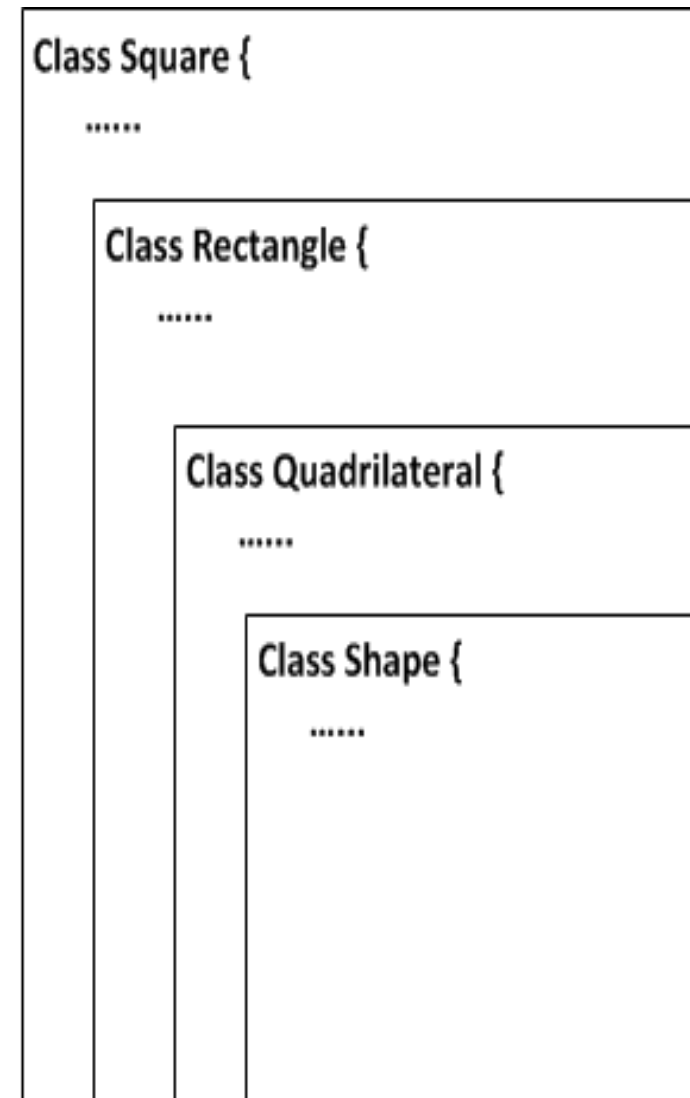 Class Square {
......
Class Rectangle {
......
Class Quadrilateral {
......
Class Shape {
......